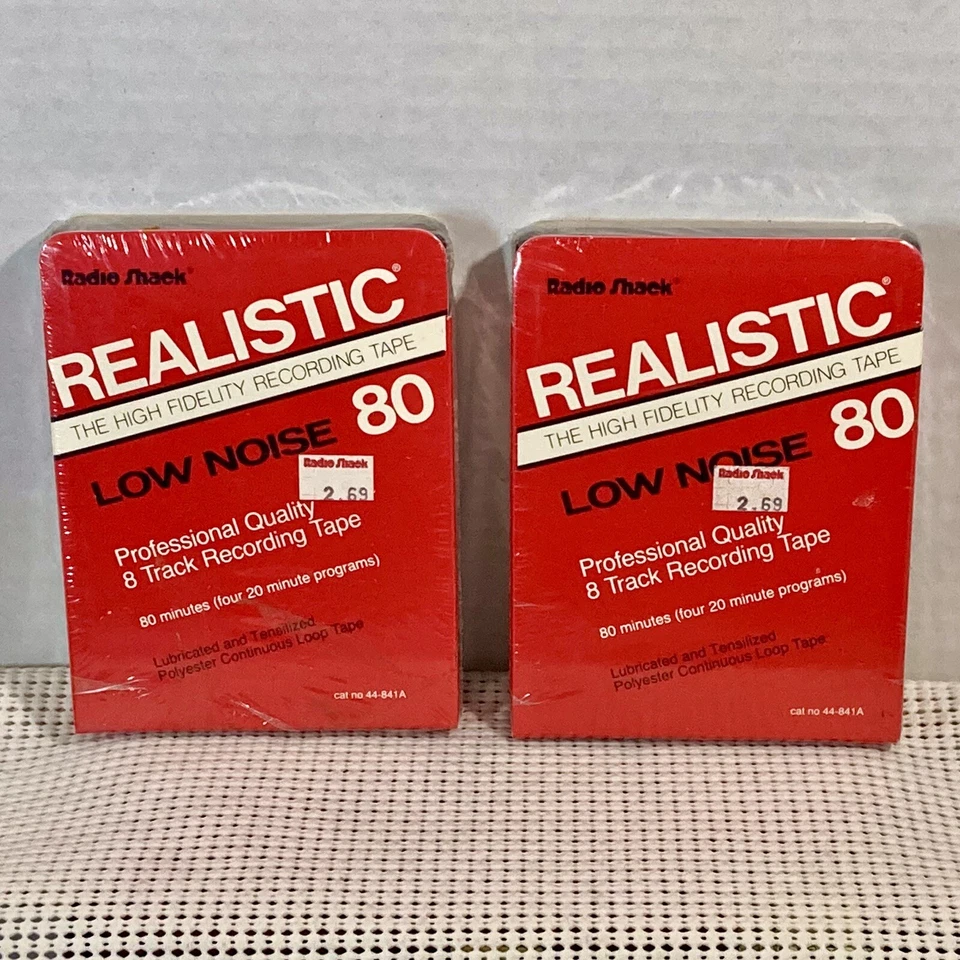 Radio Shack®
REALISTIC®
THE HIGH FIDELITY RECORDING TAPE
80
LOW NOISE
Radio Shack
2.69
Professional Quality
8 Track Recording Tape
80 minutes (four 20 minute programs)
Lubricated and Tensilized
Polyester Continuous Loop Tape
cat no 44-841A
Radio Shack®
REALISTIC®
THE HIGH FIDELITY RECORDING TAPE
80
LOW NOISE
Radio Shack
2.69
Professional Quality
8 Track Recording Tape
80 minutes (four 20 minute programs)
Lubricated and Tensilized
Polyester Continuous Loop Tape
cat no 44-841A